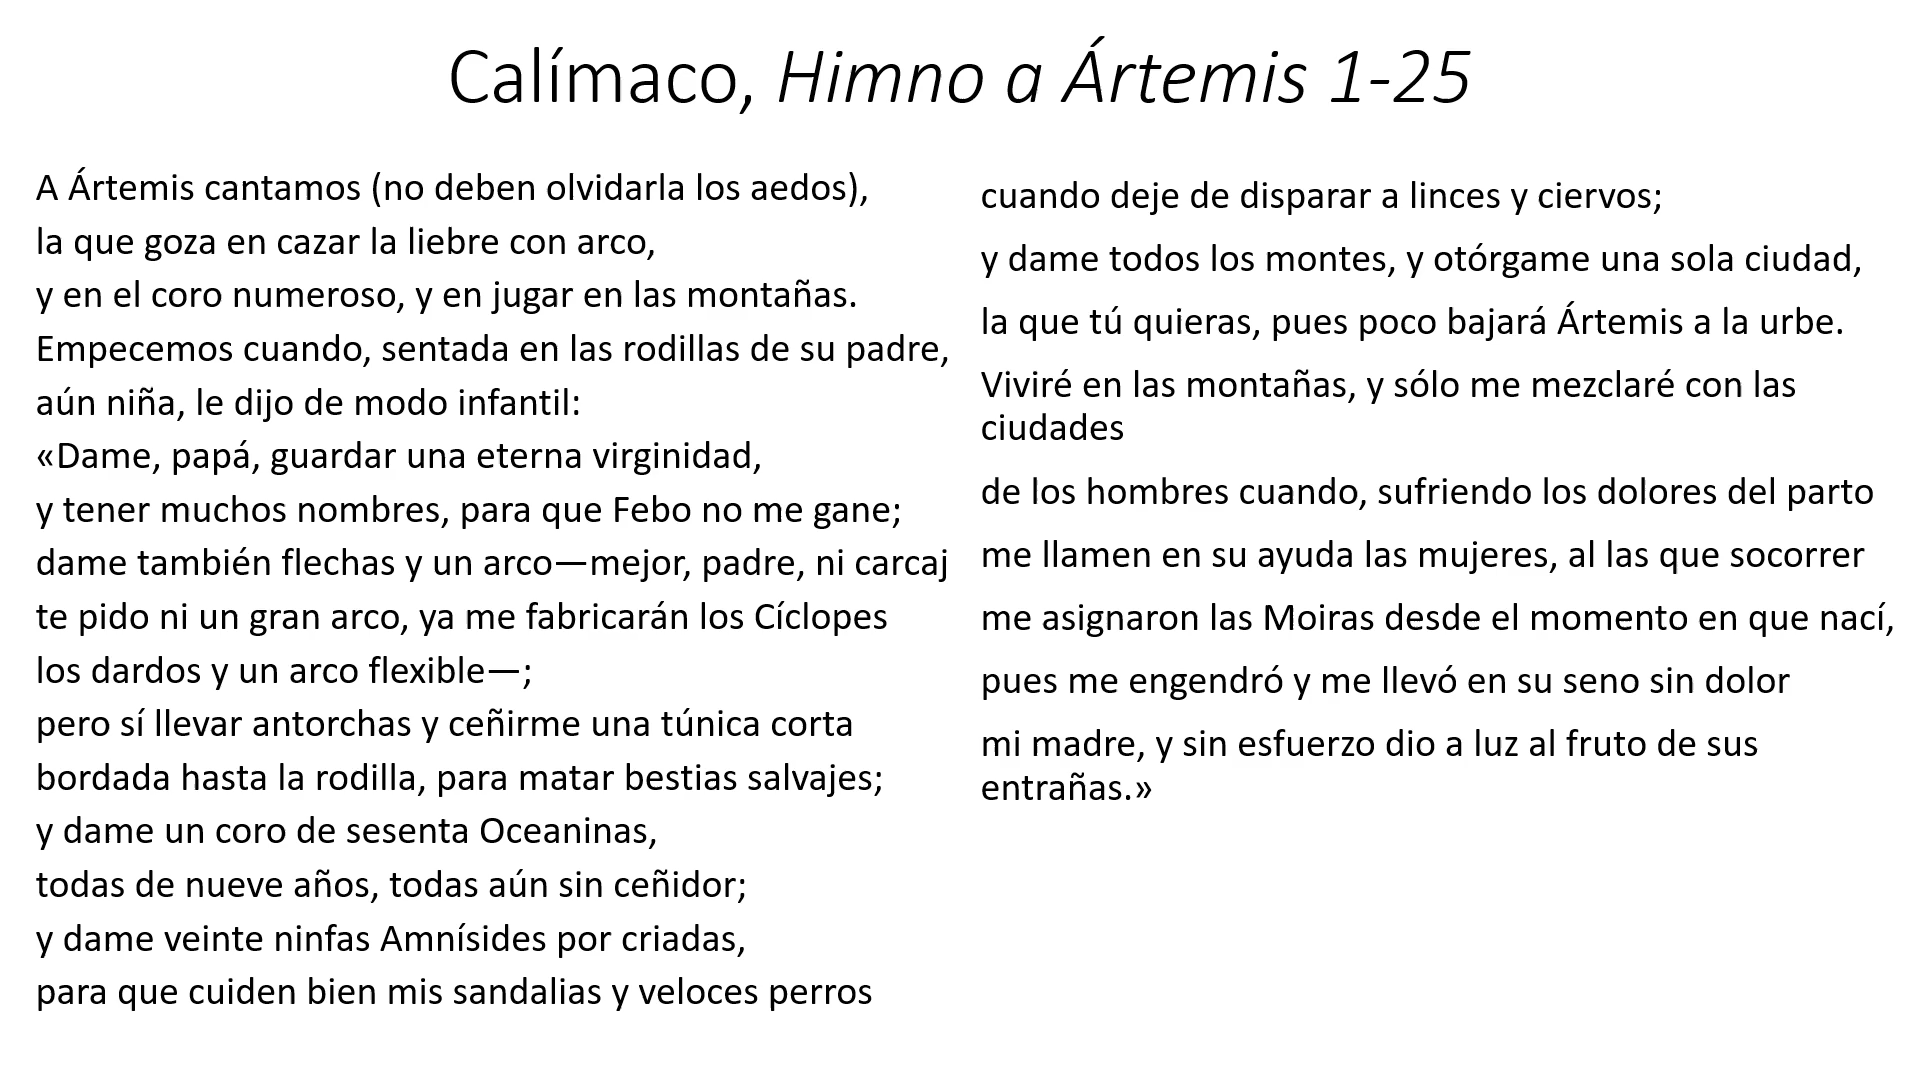 Calímaco, Himno a Ártemis 1-25
A Ártemis cantamos (no deben olvidarla los aedos),
la que goza en cazar la liebre con arco,
y en el coro numeroso, y en jugar en las montañas.
Empecemos cuando, sentada en las rodillas de su padre,
aún niña, le dijo de modo infantil:
«Dame, papá, guardar una eterna virginidad,
y tener muchos nombres, para que Febo no me gane;
dame también flechas y un arco—mejor, padre, ni carcaj
te pido ni un gran arco, ya me fabricarán los Cíclopes
los dardos y un arco flexible—;
pero sí llevar antorchas y ceñirme una túnica corta
bordada hasta la rodilla, para matar bestias salvajes;
y dame un coro de sesenta Oceaninas,
todas de nueve años, todas aún sin ceñidor;
y dame veinte ninfas Amnísides por criadas,
para que cuiden bien mis sandalias y veloces perros
cuando deje de disparar a linces y ciervos;
y dame todos los montes, y otórgame una sola ciudad,
la que tú quieras, pues poco bajará Ártemis a la urbe.
Viviré en las montañas, y sólo me mezclaré con las
ciudades
de los hombres cuando, sufriendo los dolores del parto
me llamen en su ayuda las mujeres, al las que socorrer
me asignaron las Moiras desde el momento en que nací,
pues me engendró y me llevó en su seno sin dolor
mi madre, y sin esfuerzo dio a luz al fruto de sus
entrañas.»